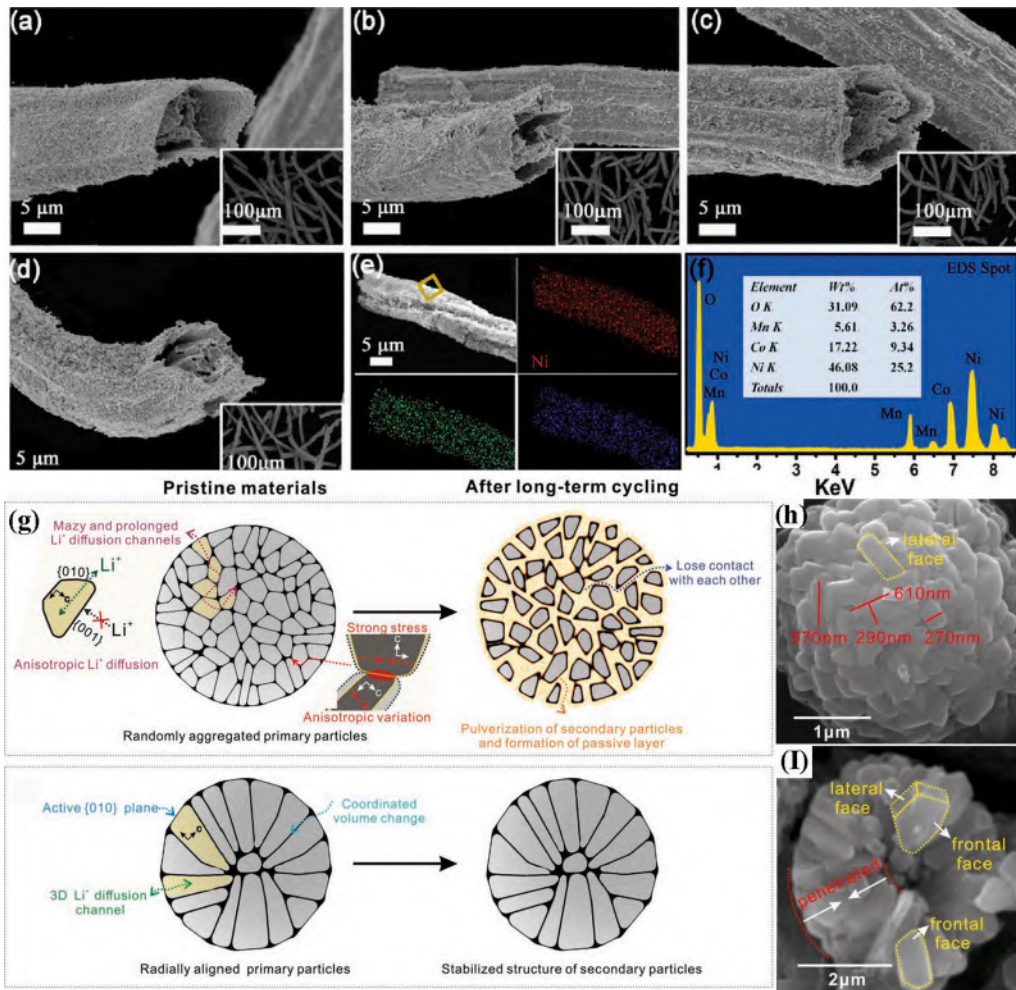 (a)
5 μm
100μm
(b)
5 μm
100μm
(c)
5 μm
100μm
(d)
5 μm
100μm
(e)
5 μm
Ni
(f)
EDS Spot
Element Wt% At%
O K 31.09 62.2
Mn K 5.61 3.26
Co K 17.22 9.34
Ni K 46.08 25.2
Totals 100.0
O
Ni
Co
Mn
Mn
Mn
Co
Ni
Ni
1 2 3 4 5 6 7 8
KeV
Pristine materials
After long-term cycling
(g)
Mazy and prolonged
Li⁺ diffusion channels
{010}
Li⁺
c
{001}
Li⁺
Anisotropic Li⁺ diffusion
Randomly aggregated primary particles
Strong stress
C
C
Anisotropic variation
Lose contact
with each other
Pulverization of secondary particles
and formation of passive layer
Active {010} plane
c
Coordinated
volume change
3D Li⁺ diffusion
channel
Radially aligned primary particles
Stabilized structure of secondary particles
(h)
lateral
face
610nm
570nm
290nm
270nm
1μm
(I)
lateral
face
frontal
face
penetrated
frontal
face
2μm